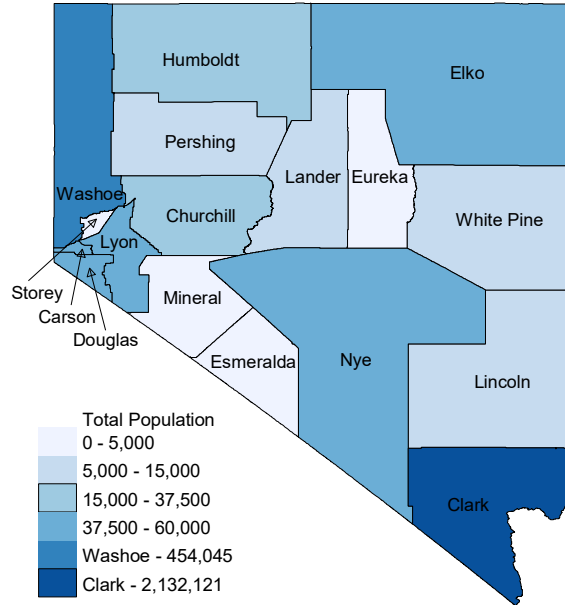 Humboldt
Elko
Pershing
Lander
Eureka
Washoe
Churchill
White Pine
Lyon
Storey
Carson
Douglas
Mineral
Esmeralda
Nye
Lincoln
Clark
Total Population
0 - 5,000
5,000 - 15,000
15,000 - 37,500
37,500 - 60,000
Washoe - 454,045
Clark - 2,132,121